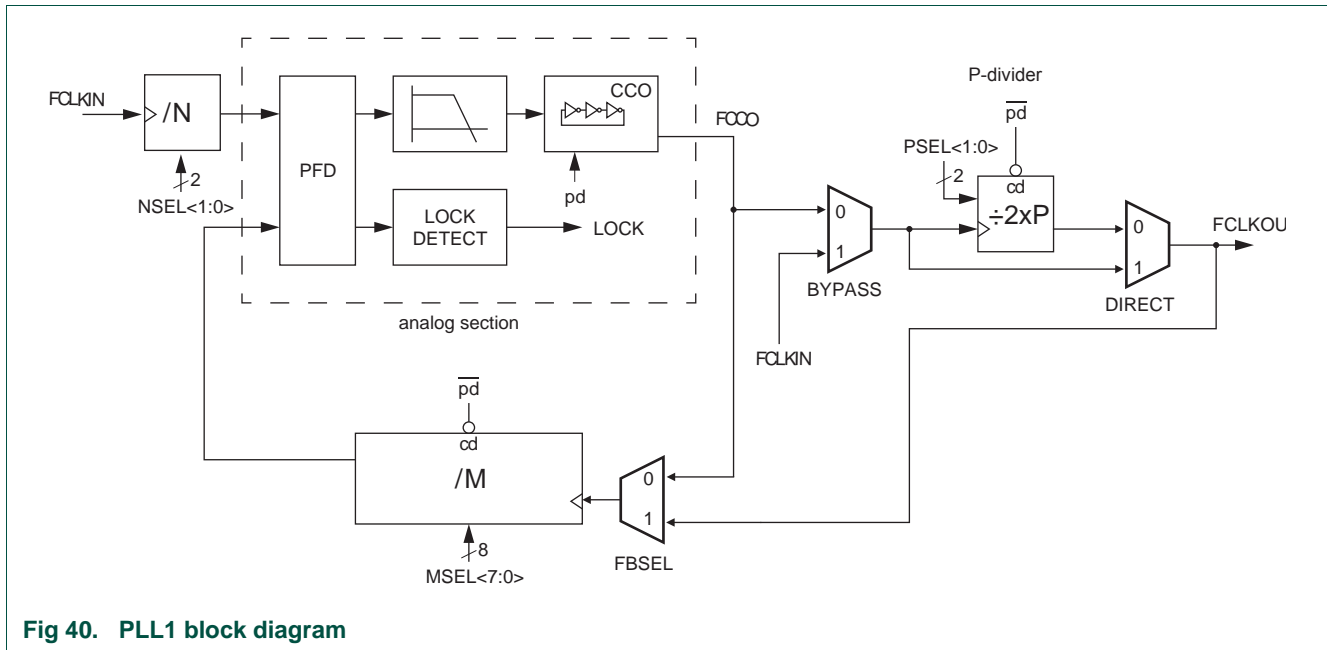 FCLKIN
/N
2
NSEL<1:0>
PFD
CCO
pd
LOCK
DETECT
LOCK
analog section
FCCO
0
1
BYPASS
FCLKIN
P-divider
pd
PSEL<1:0>
2
cd
÷2xP
0
1
DIRECT
FCLKOU
pd
cd
/M
8
MSEL<7:0>
0
1
FBSEL
Fig 40. PLL1 block diagram